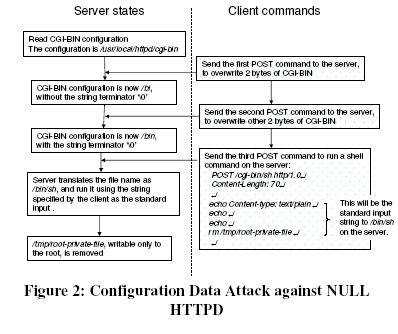 Server states
Client commands
Read CGI-BIN configuration
The configuration is /usr/local/httpd/cgi-bin
Send the first POST command to the server,
to overwrite 2 bytes of CGI-BIN
CGI-BIN configuration is now /bi,
without the string terminator '\0'
Send the second POST command to the server,
to overwrite other 2 bytes of CGI-BIN
CGI-BIN configuration is now /bin,
with the string terminator '\0'
Send the third POST command to run a shell
command on the server:
POST /cgi-bin/sh http/1.0↵
Content-Length: 70↵
↵
echo Content-type: text/plain↵
echo↵
echo↵
rm /tmp/root-private-file↵
This will be the
standard input
string to /bin/sh
on the server.
Server translates the file name as
/bin/sh, and run it using the string
specified by the client as the standard
input .
/tmp/root-private-file, writable only to
the root, is removed
Figure 2: Configuration Data Attack against NULL
HTTPD